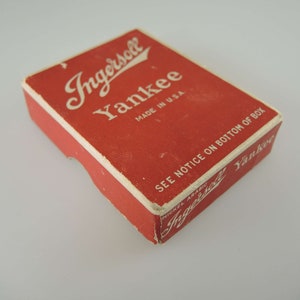 Ingersoll
Yankee
MADE IN U.S.A.
SEE NOTICE ON BOTTOM OF BOX
Ingersoll
Yankee